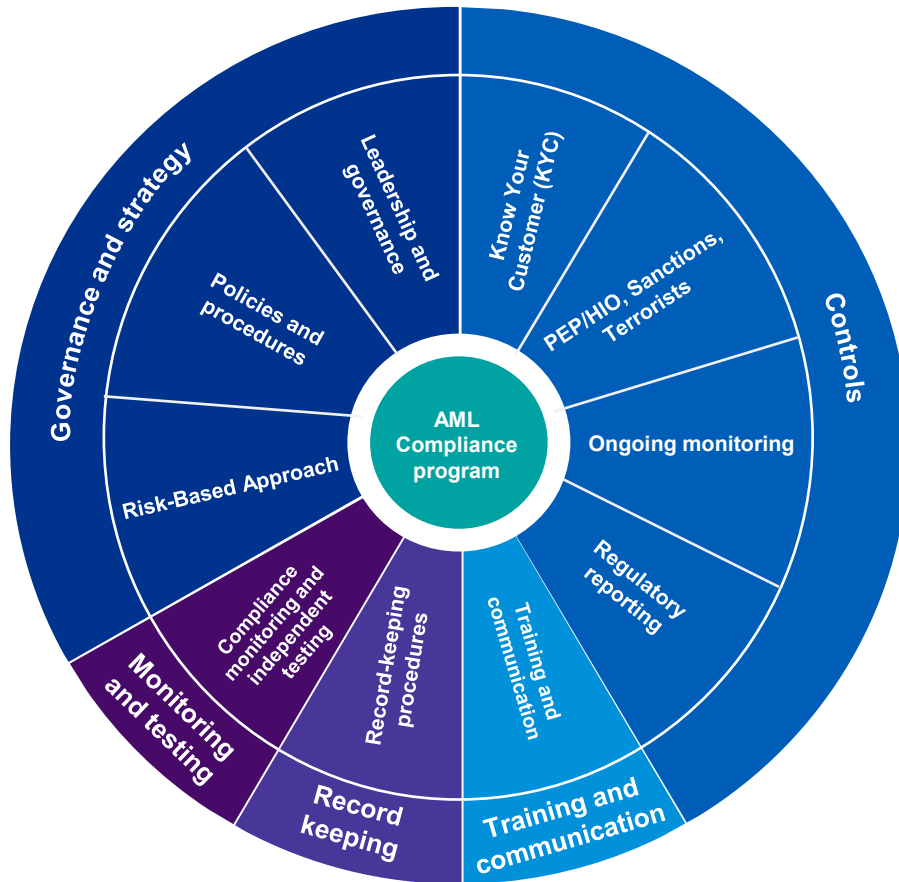 Governance and strategy
Leadership and
governance
Policies and
procedures
Risk-Based Approach
Know Your
Customer (KYC)
PEP/HIO, Sanctions,
Terrorists
Ongoing monitoring
Regulatory
reporting
Controls
AML
Compliance
program
Compliance
monitoring and
independent
testing
Record-keeping
procedures
Training and
communication
Monitoring
and testing
Record
keeping
Training and
communication